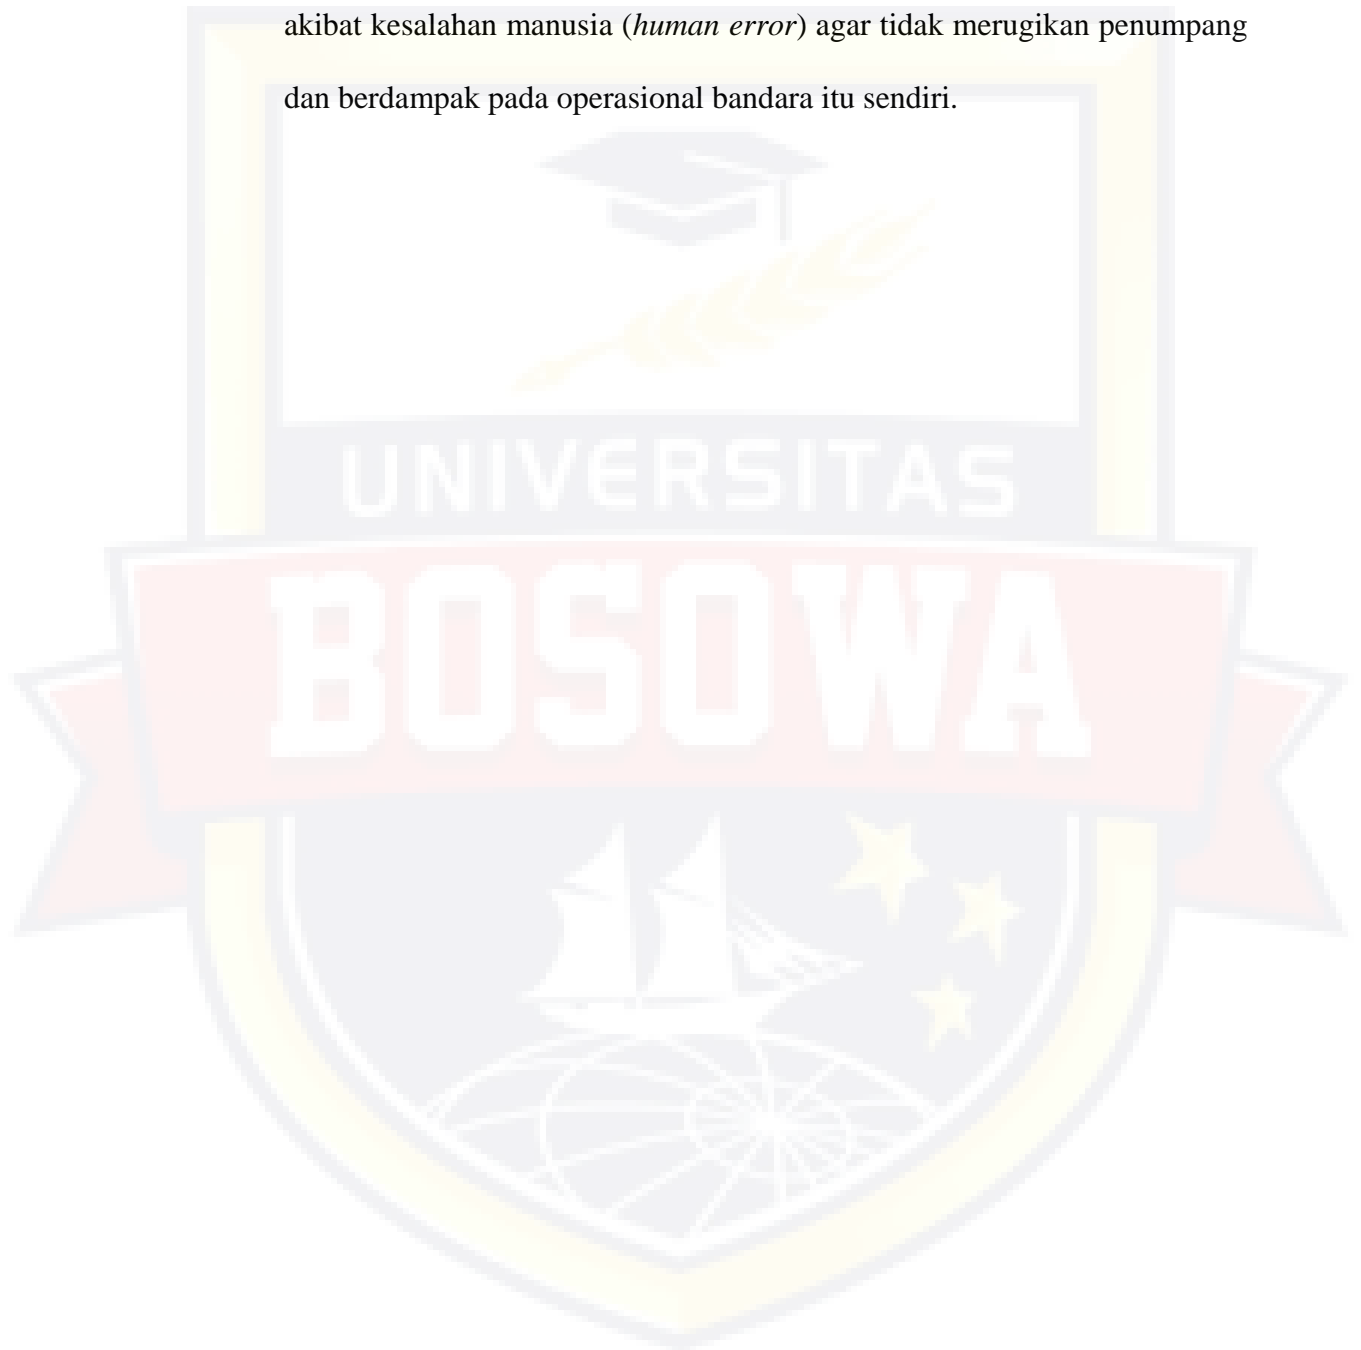 akibat kesalahan manusia (human error) agar tidak merugikan penumpang
dan berdampak pada operasional bandara itu sendiri.
UNIVERSITAS
BOSOWA